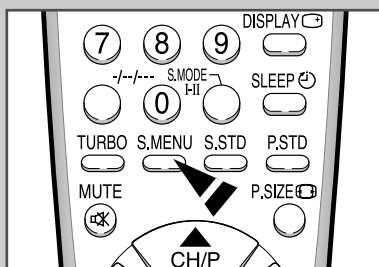 DISPLAY
7 8 9
-/--/--- S.MODE SLEEP
I-II
0
TURBO S.MENU S.STD P.STD
MUTE P.SIZE
CH/P